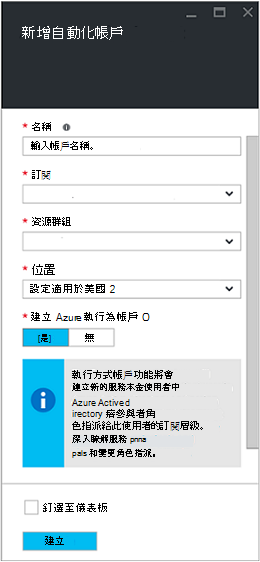 新增自動化帳戶
* 名稱
輸入帳戶名稱。
* 訂閱
* 資源群組
* 位置
設定適用於美國 2
* 建立 Azure 執行為帳戶 O
[是] 無
執行方式帳戶功能將會
建立新的服務本金使用者中
Azure Actived
irectory 瘠參與者角
色指派給此使用者的訂閱層級。
深入瞭解服務 prina
pals 和變更角色指派。
釘選至儀表板
建立